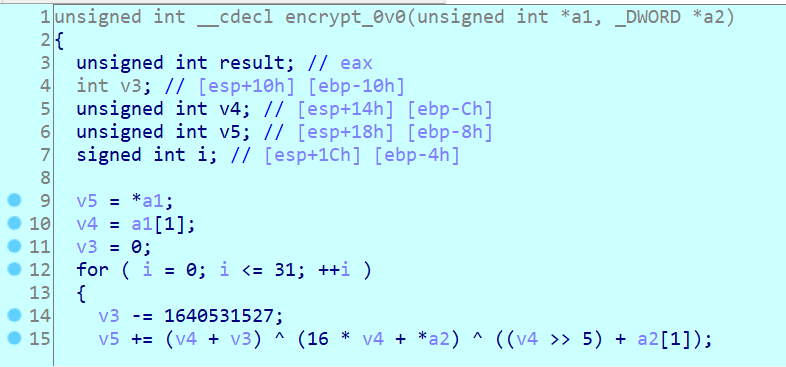 1 unsigned int __cdecl encrypt_0v0(unsigned int *a1, _DWORD *a2)
2 {
3 unsigned int result; // eax
4 int v3; // [esp+10h] [ebp-10h]
5 unsigned int v4; // [esp+14h] [ebp-Ch]
6 unsigned int v5; // [esp+18h] [ebp-8h]
7 signed int i; // [esp+1Ch] [ebp-4h]
8
9 v5 = *a1;
10 v4 = a1[1];
11 v3 = 0;
12 for ( i = 0; i <= 31; ++i )
13 {
14 v3 -= 1640531527;
15 v5 += (v4 + v3) ^ (16 * v4 + *a2) ^ ((v4 >> 5) + a2[1]);